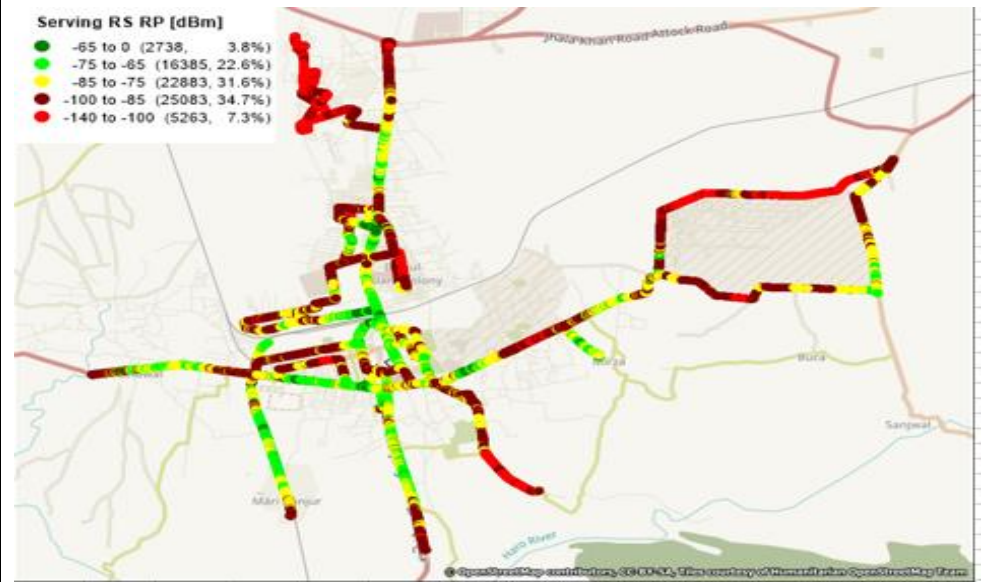 Serving RS RP [dBm]
-65 to 0 (2738, 3.8%)
-75 to -65 (16385, 22.6%)
-85 to -75 (22883, 31.6%)
-100 to -85 (25083, 34.7%)
-140 to -100 (5263, 7.3%)
Jhala Khan Road Attock Road
Mirza
Bura
Sanjwal
Haro River
© OpenStreetMap contributors, CC-BY-SA, Tiles courtesy of Humanitarian OpenStreetMap Team